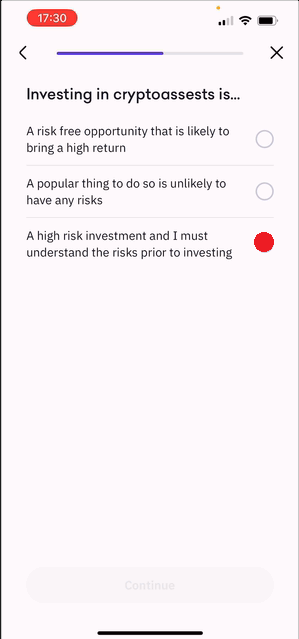 17:30
Investing in cryptoassests is...
A risk free opportunity that is likely to
bring a high return
A popular thing to do so is unlikely to
have any risks
A high risk investment and I must
understand the risks prior to investing
Continue